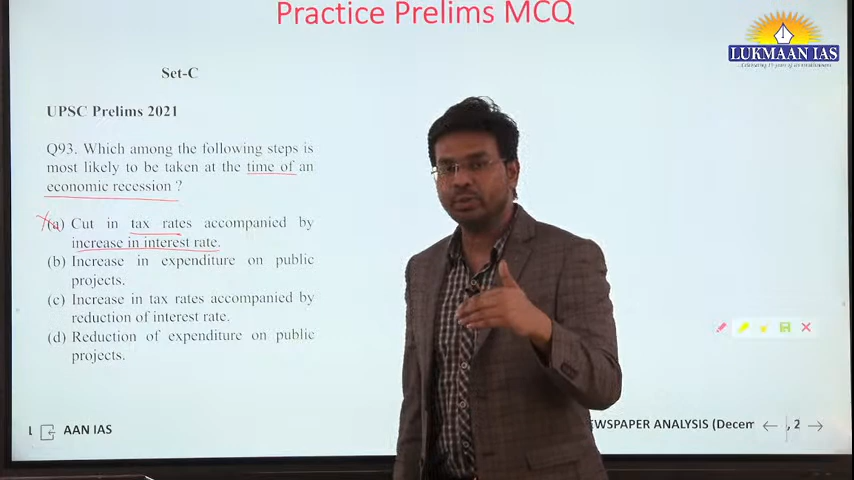 Practice Prelims MCQ
LUKMAAN IAS
Set-C
UPSC Prelims 2021
Q93. Which among the following steps is
most likely to be taken at the time of an
economic recession ?
(a) Cut in tax rates accompanied by
increase in interest rate.
(b) Increase in expenditure on public
projects.
(c) Increase in tax rates accompanied by
reduction of interest rate.
(d) Reduction of expenditure on public
projects.
L AAN IAS
EWSPAPER ANALYSIS (Decem , 2